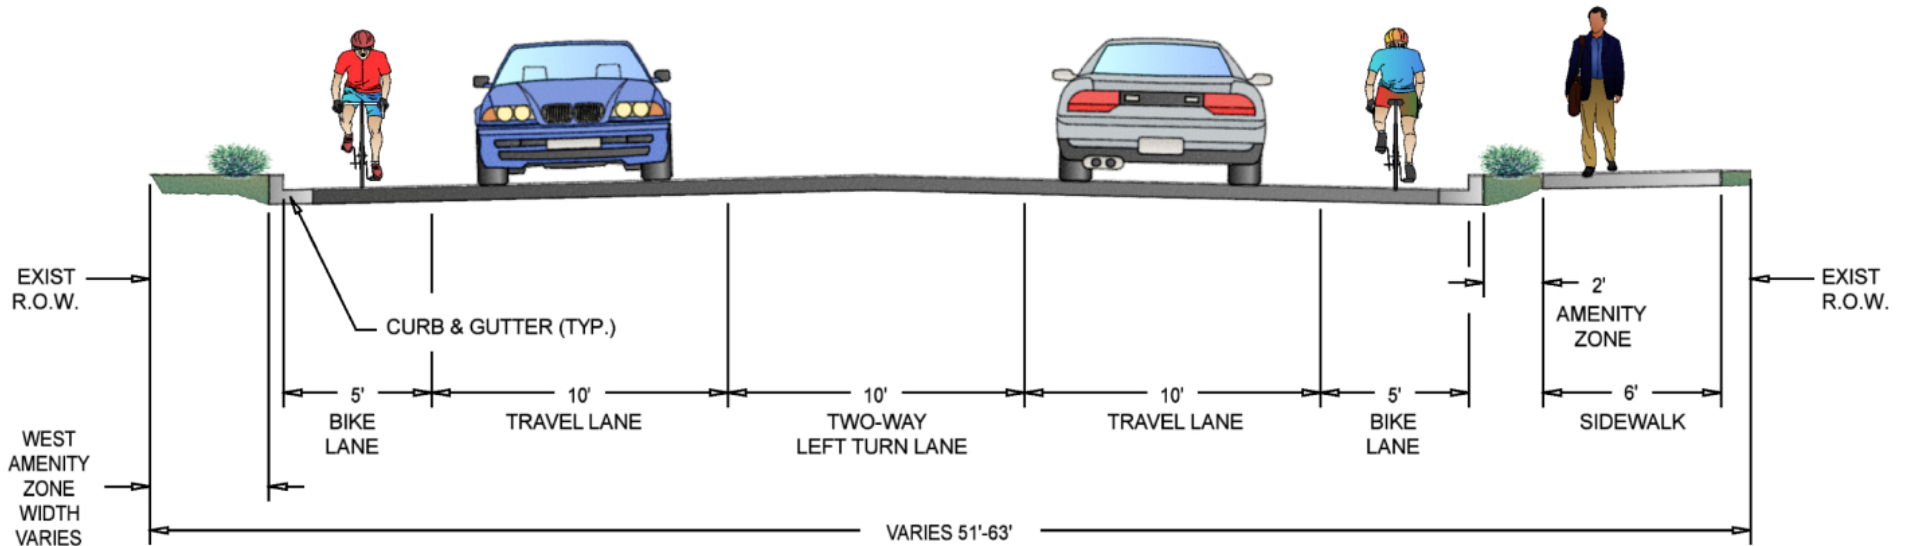 EXIST
R.O.W.
CURB & GUTTER (TYP.)
2'
AMENITY
ZONE
EXIST
R.O.W.
5'
BIKE
LANE
10'
TRAVEL LANE
10'
TWO-WAY
LEFT TURN LANE
10'
TRAVEL LANE
5'
BIKE
LANE
6'
SIDEWALK
WEST
AMENITY
ZONE
WIDTH
VARIES
VARIES 51'-63'